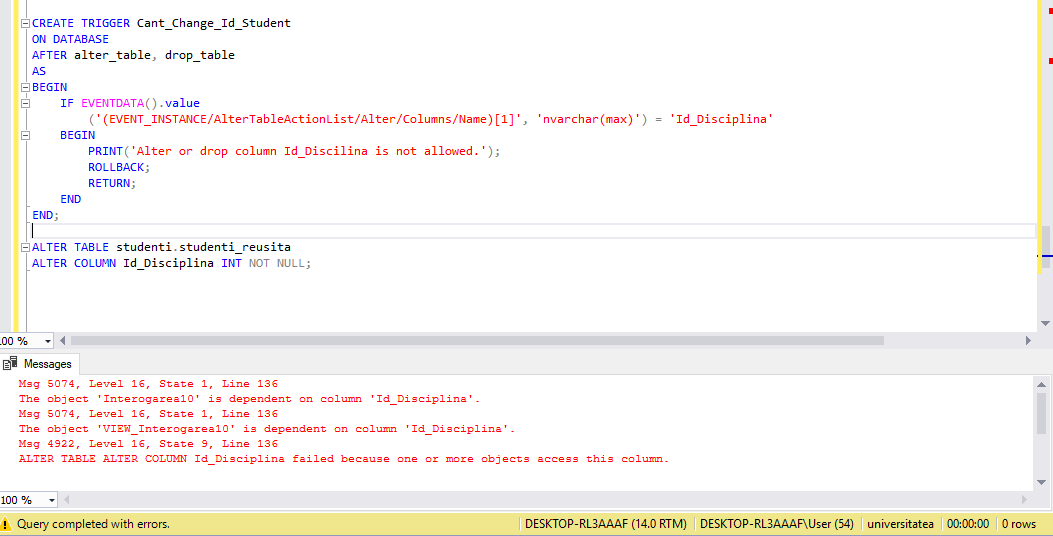 CREATE TRIGGER Cant_Change_Id_Student
ON DATABASE
AFTER alter_table, drop_table
AS
BEGIN
IF EVENTDATA().value
('(EVENT_INSTANCE/AlterTableActionList/Alter/Columns/Name)[1]', 'nvarchar(max)') = 'Id_Disciplina'
BEGIN
PRINT('Alter or drop column Id_Discilina is not allowed.');
ROLLBACK;
RETURN;
END
END;
ALTER TABLE studenti.studenti_reusita
ALTER COLUMN Id_Disciplina INT NOT NULL;
.00 %
Messages
Msg 5074, Level 16, State 1, Line 136
The object 'Interogarea10' is dependent on column 'Id_Disciplina'.
Msg 5074, Level 16, State 1, Line 136
The object 'VIEW_Interogarea10' is dependent on column 'Id_Disciplina'.
Msg 4922, Level 16, State 9, Line 136
ALTER TABLE ALTER COLUMN Id_Disciplina failed because one or more objects access this column.
100 %
Query completed with errors. DESKTOP-RL3AAAF (14.0 RTM) DESKTOP-RL3AAAF\User (54) universitatea 00:00:00 0 rows